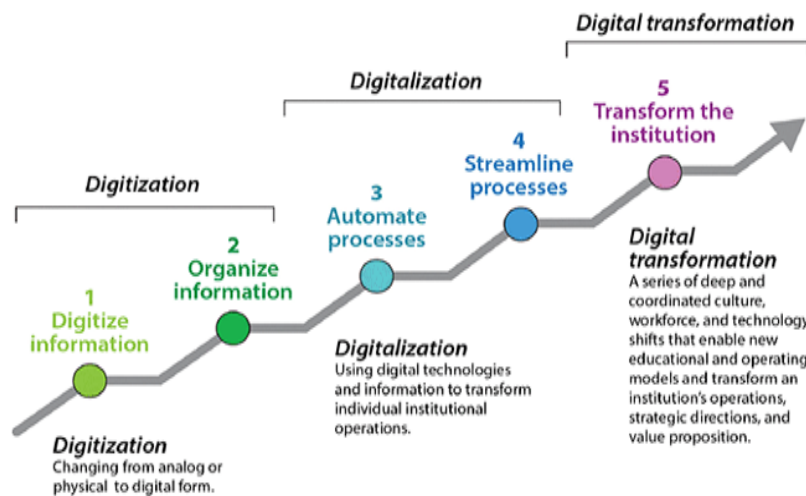 Digital transformation
Digitalization
Digitization
1
Digitize
information
2
Organize
information
3
Automate
processes
4
Streamline
processes
5
Transform the
institution
Digitization
Changing from analog or
physical to digital form.
Digitalization
Using digital technologies
and information to transform
individual institutional
operations.
Digital
transformation
A series of deep and
coordinated culture,
workforce, and technology
shifts that enable new
educational and operating
models and transform an
institution's operations,
strategic directions, and
value proposition.